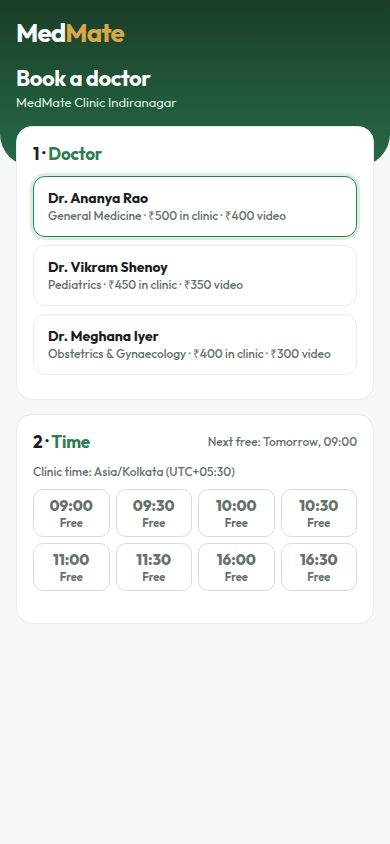 MedMate
Book a doctor
MedMate Clinic Indiranagar
1 · Doctor
Dr. Ananya Rao
General Medicine · ₹500 in clinic · ₹400 video
Dr. Vikram Shenoy
Pediatrics · ₹450 in clinic · ₹350 video
Dr. Meghana Iyer
Obstetrics & Gynaecology · ₹400 in clinic · ₹300 video
2 · Time
Next free: Tomorrow, 09:00
Clinic time: Asia/Kolkata (UTC+05:30)
09:00 09:30 10:00 10:30
Free Free Free Free
11:00 11:30 16:00 16:30
Free Free Free Free